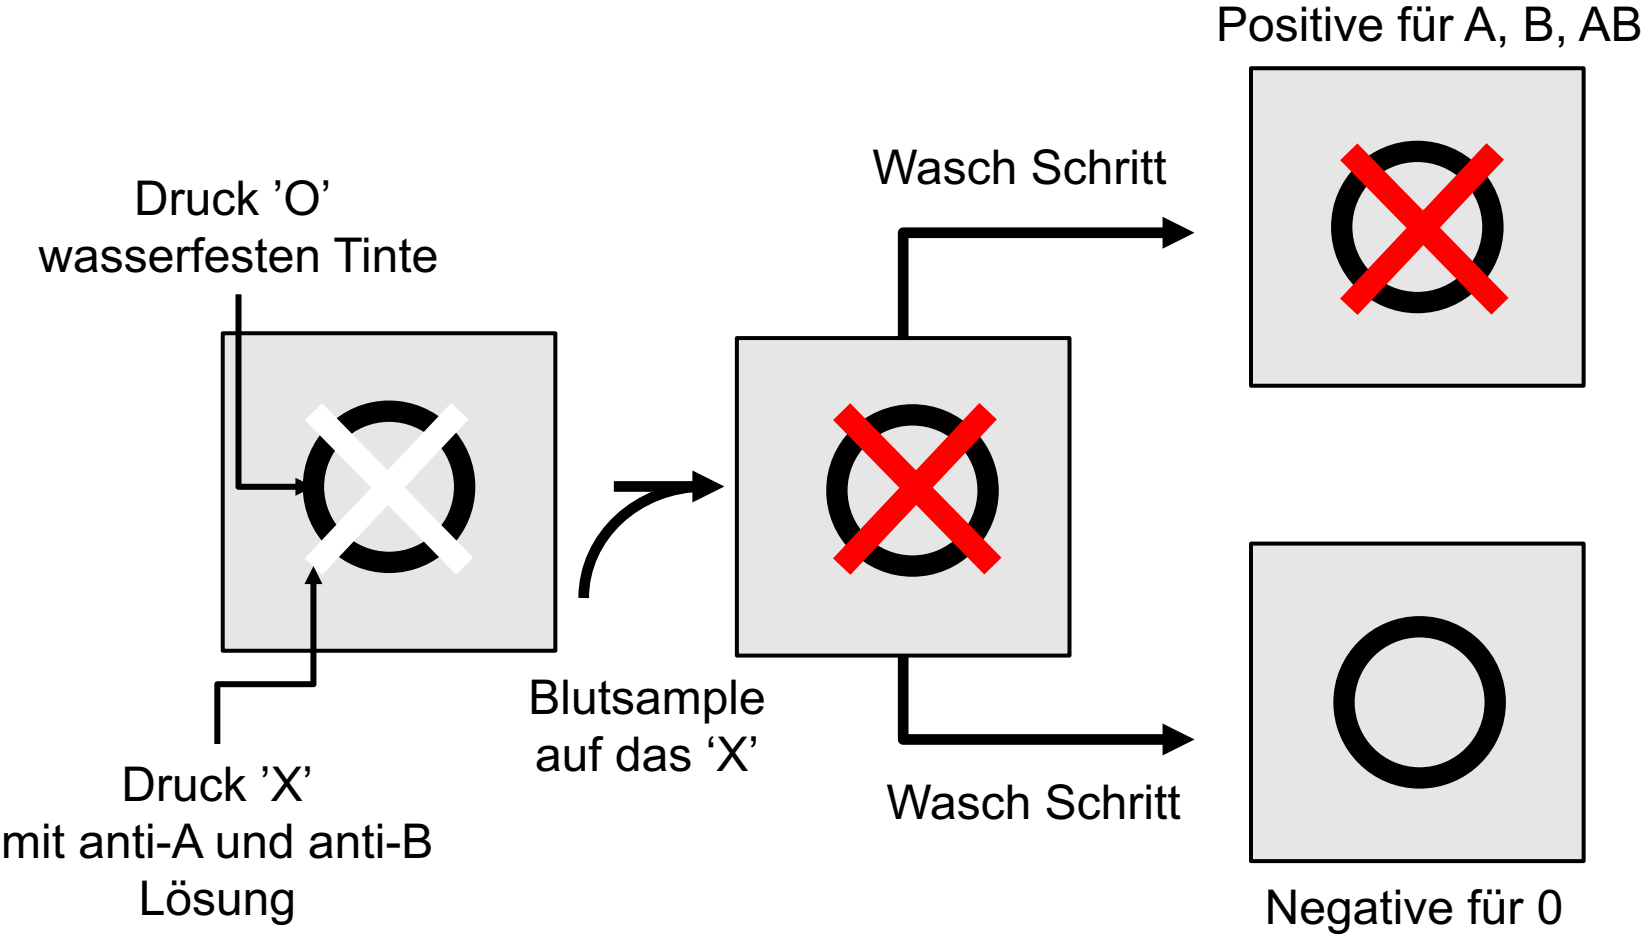 Positive für A, B, AB
Wasch Schritt
Druck ’O’
wasserfesten Tinte
Blutsample
auf das ‘X’
Druck ’X’
mit anti-A und anti-B
Lösung
Wasch Schritt
Negative für 0